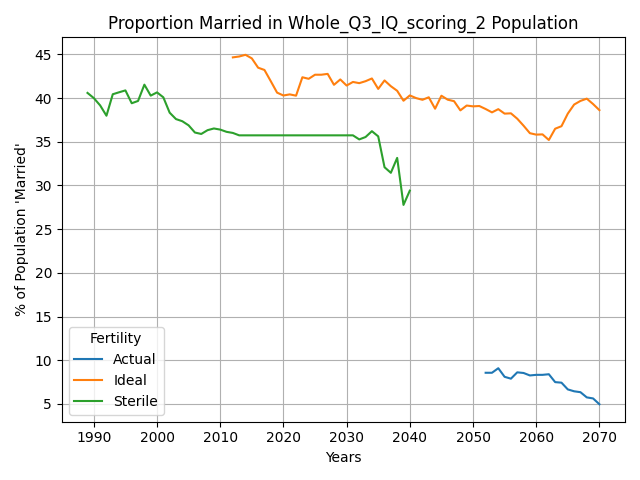 Proportion Married in Whole_Q3_IQ_scoring_2 Population
% of Population 'Married'
45
40
35
30
25
20
15
10
5
Fertility
Actual
Ideal
Sterile
1990 2000 2010 2020 2030 2040 2050 2060 2070
Years